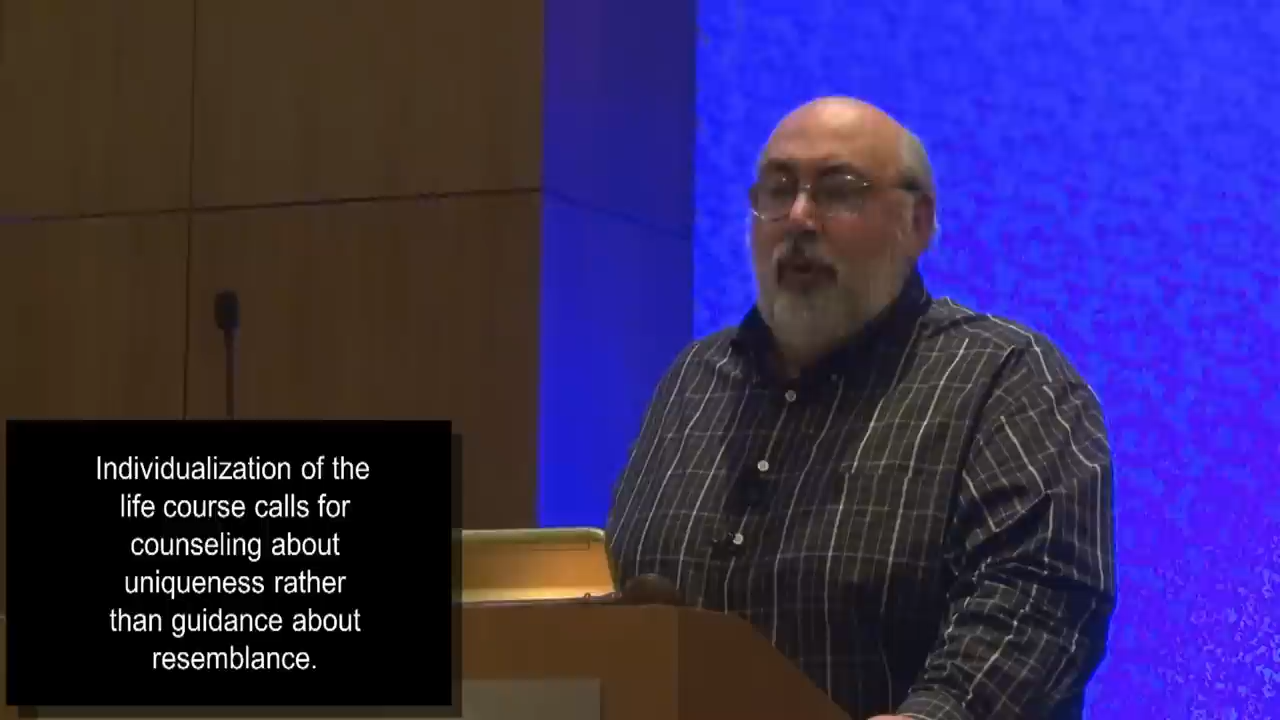 Individualization of the
life course calls for
counseling about
uniqueness rather
than guidance about
resemblance.